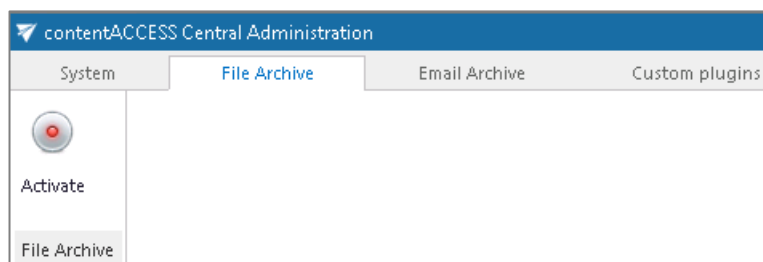 contentACCESS Central Administration
System File Archive Email Archive Custom plugins
Activate
File Archive